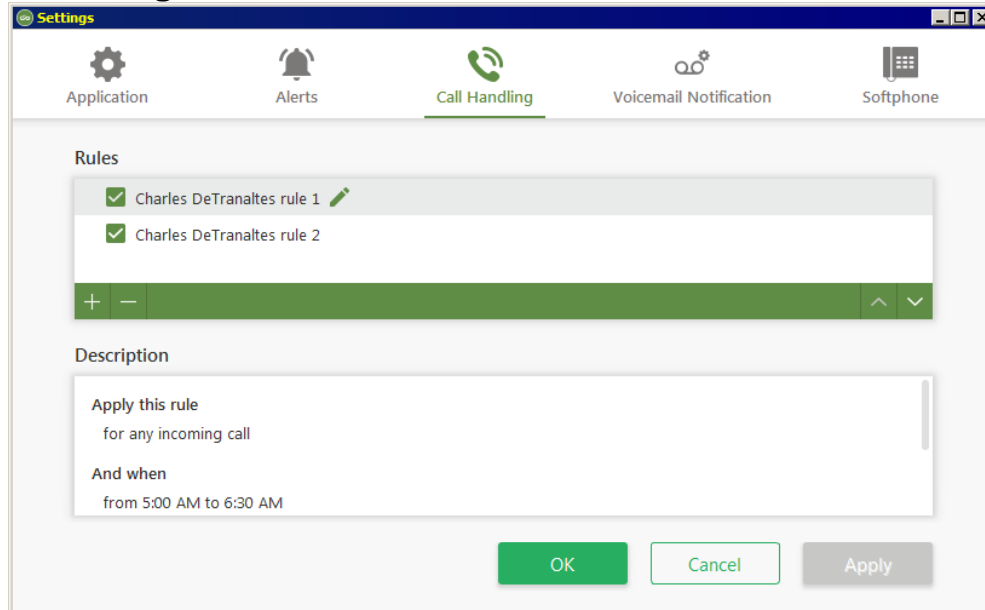 Settings
Application Alerts Call Handling Voicemail Notification Softphone
Rules
Charles DeTranaltes rule 1
Charles DeTranaltes rule 2
Description
Apply this rule
for any incoming call
And when
from 5:00 AM to 6:30 AM
OK Cancel Apply